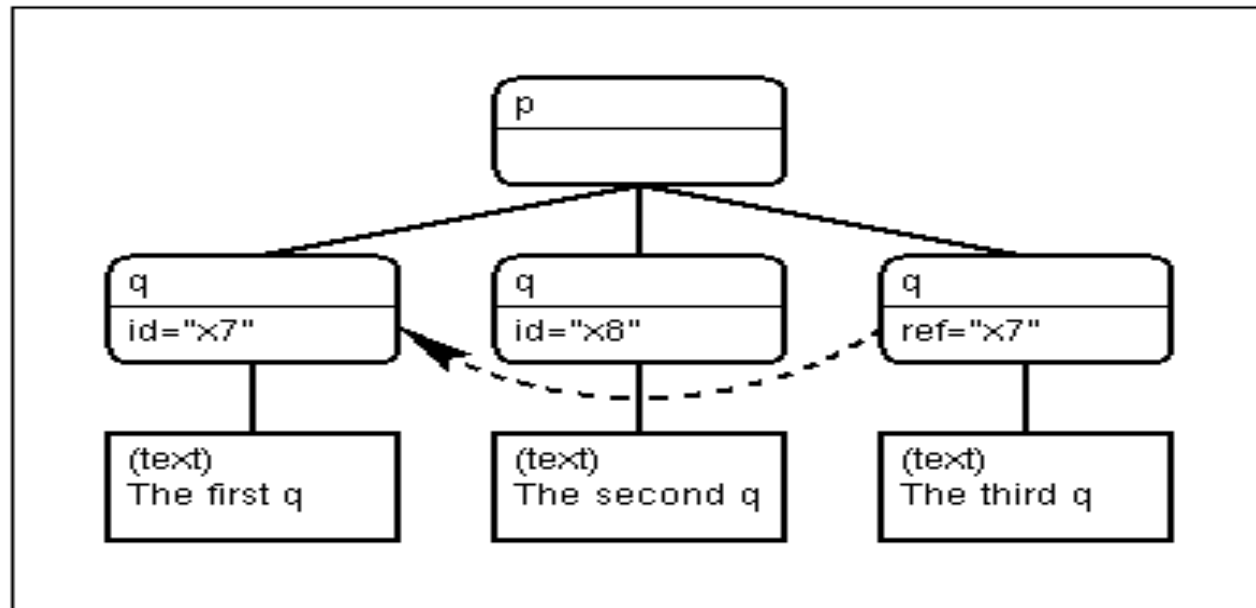 p
q
id="x7"
q
id="x8"
q
ref="x7"
(text)
The first q
(text)
The second q
(text)
The third q